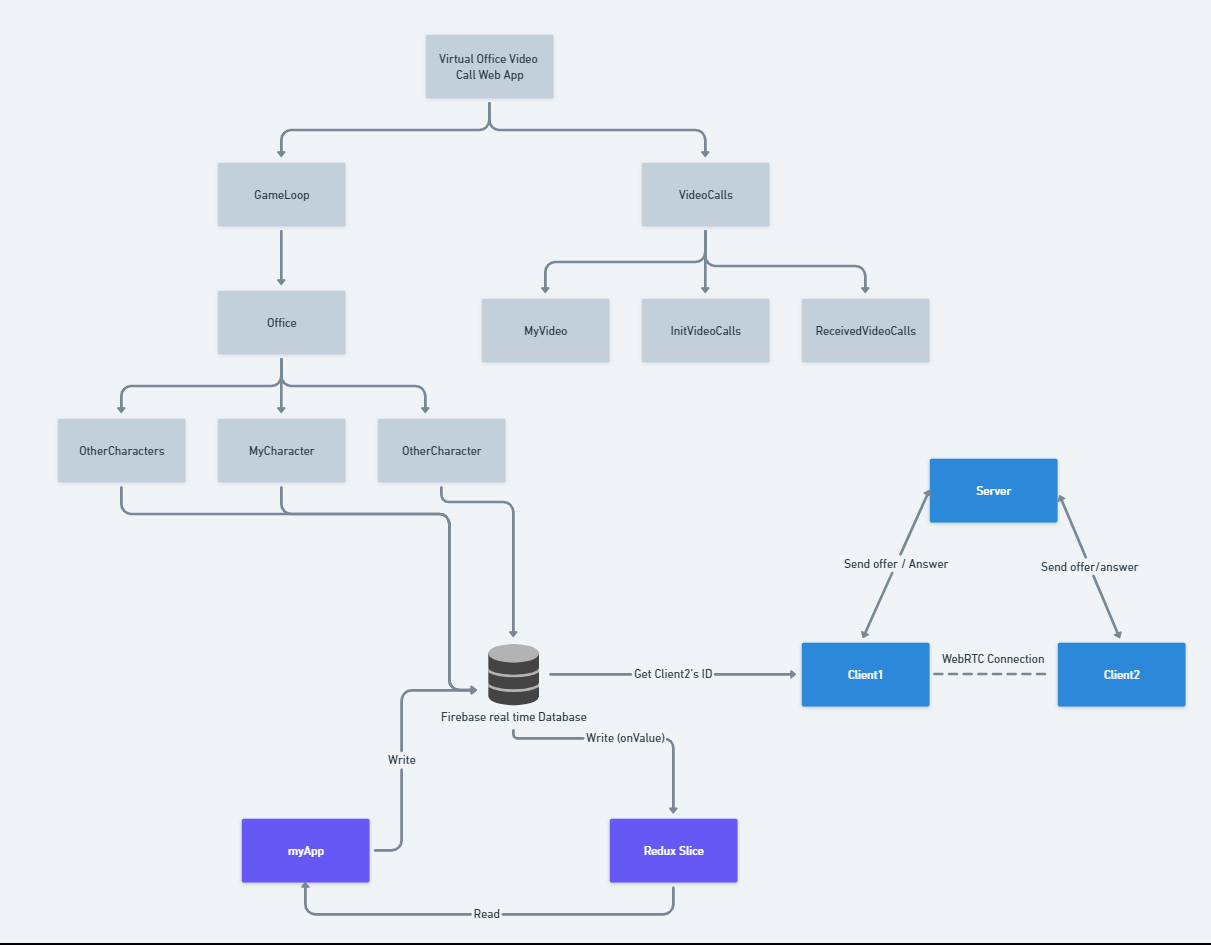 Virtual Office Video
Call Web App
GameLoop
VideoCalls
Office
MyVideo
InitVideoCalls
ReceivedVideoCalls
OtherCharacters
MyCharacter
OtherCharacter
Server
Send offer / Answer
Send offer/answer
WebRTC Connection
Get Client2's ID
Client1
Client2
Firebase real time Database
Write (onValue)
Write
myApp
Redux Slice
Read